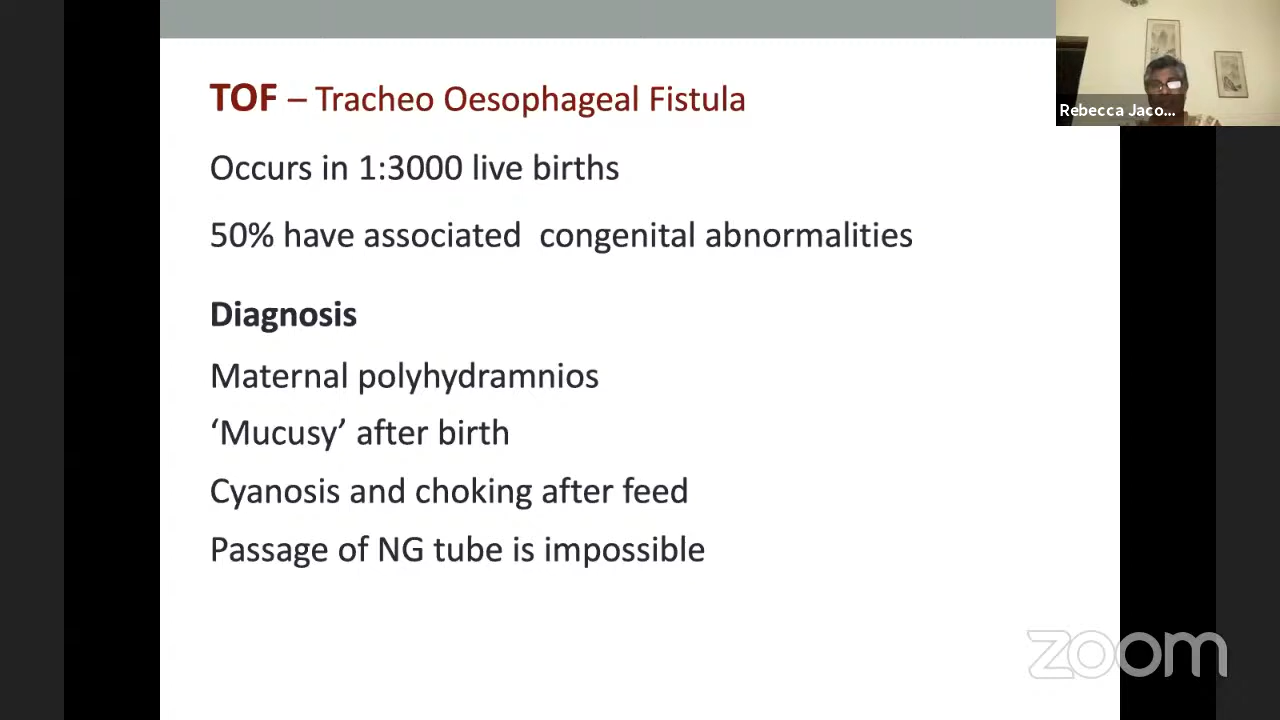 TOF – Tracheo Oesophageal Fistula
Rebecca Jaco...
Occurs in 1:3000 live births
50% have associated congenital abnormalities
Diagnosis
Maternal polyhydramnios
‘Mucusy’ after birth
Cyanosis and choking after feed
Passage of NG tube is impossible
zoom